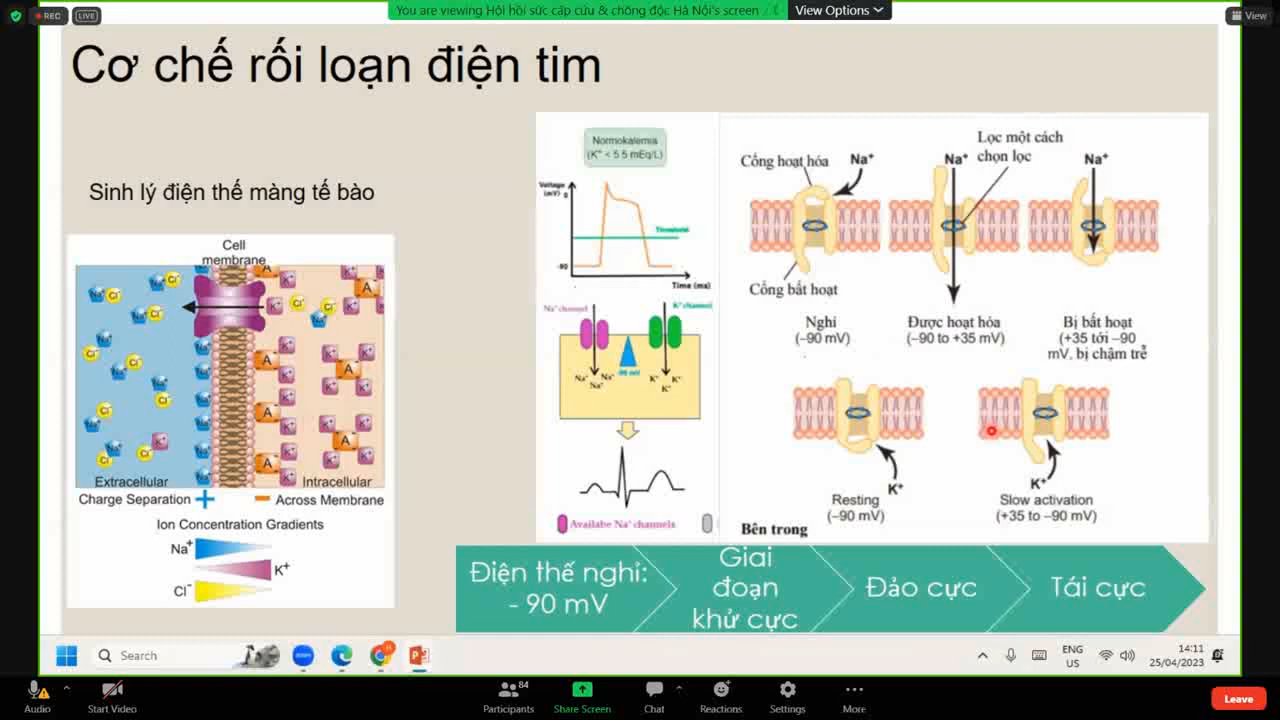 REC
LIVE
You are viewing Hội hồi sức cấp cứu & chống độc Hà Nội's screen
View Options
View
Cơ chế rối loạn điện tim
Sinh lý điện thế màng tế bào
Cell
membrane
Na+
Cl-
K+
A-
Extracellular
Intracellular
Charge Separation + - Across Membrane
Ion Concentration Gradients
Na+
K+
Cl-
Normokalemia
(K+ < 5.5 mEq/L)
Voltage
(mV)
0
Threshold
-90
Time (ms)
Na+ channel
K+ channel
-90 mV
Na+ Na+
Na+
K+ K+
K+
Availabe Na+ channels
Lọc một cách
chọn lọc
Cổng hoạt hóa
Na+
Na+
Na+
Cổng bất hoạt
Nghỉ
(-90 mV)
Được hoạt hóa
(-90 to +35 mV)
Bị bất hoạt
(+35 tới -90
mV, bị chậm trễ
K+
K+
Resting
(-90 mV)
Slow activation
(+35 to -90 mV)
Bên trong
Điện thế nghỉ:
- 90 mV
Giai
đoạn
khử cực
Đảo cực
Tái cực
Search
zoom
ENG
US
14:11
25/04/2023
Audio
Start Video
84
Participants
Share Screen
Chat
Reactions
Settings
More
Leave